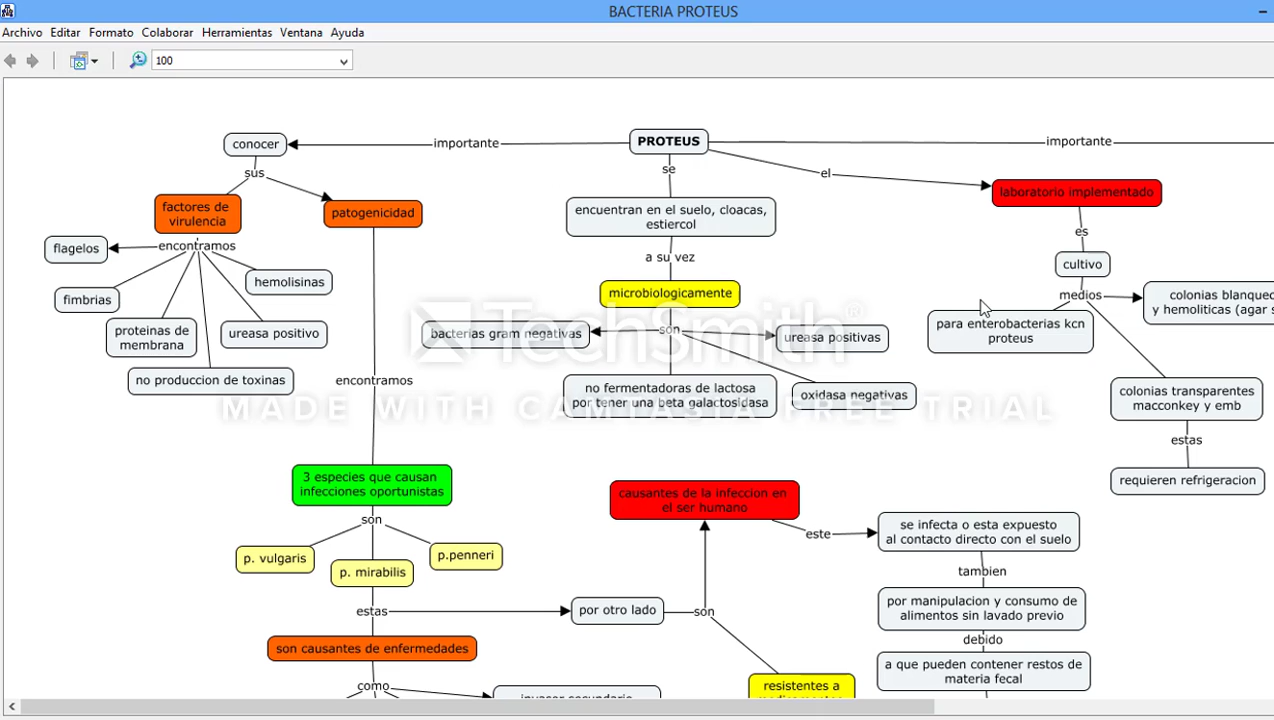 BACTERIA PROTEUS
Archivo Editar Formato Colaborar Herramientas Ventana Ayuda
100
conocer
importante
PROTEUS
importante
sus
se
el
factores de
virulencia
patogenicidad
encuentran en el suelo, cloacas,
estiercol
laboratorio implementado
flagelos
encontramos
a su vez
es
cultivo
fimbrias
hemolisinas
microbiologicamente
medios
colonias blanquec
y hemoliticas (agar s
proteinas de
membrana
ureasa positivo
bacterias gram negativas
son
ureasa positivas
para enterobacterias kcn
proteus
TechSmith®
no produccion de toxinas
encontramos
no fermentadoras de lactosa
por tener una beta galactosidasa
oxidasa negativas
colonias transparentes
macconkey y emb
MADE WITH CAMTASIA FREE TRIAL
estas
requieren refrigeracion
3 especies que causan
infecciones oportunistas
causantes de la infeccion en
el ser humano
son
este
se infecta o esta expuesto
al contacto directo con el suelo
p. vulgaris
p. mirabilis
p.penneri
tambien
estas
por otro lado
son
por manipulacion y consumo de
alimentos sin lavado previo
debido
son causantes de enfermedades
a que pueden contener restos de
materia fecal
como
invasor secundario
resistentes a
medicamentos